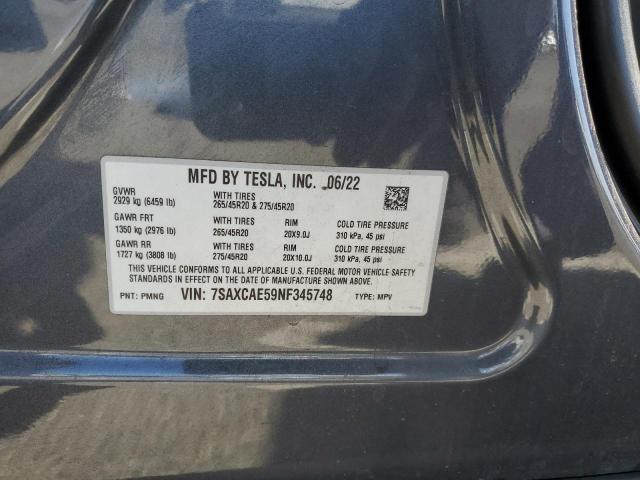 MFD BY TESLA, INC. 06/22
GVWR
2929 kg (6459 lb)
WITH TIRES
265/45R20 & 275/45R20
GAWR FRT
1350 kg (2976 lb)
WITH TIRES
265/45R20
RIM
20X9.0J
COLD TIRE PRESSURE
310 kPa, 45 psi
GAWR RR
1727 kg (3808 lb)
WITH TIRES
275/45R20
RIM
20X10.0J
COLD TIRE PRESSURE
310 kPa, 45 psi
THIS VEHICLE CONFORMS TO ALL APPLICABLE U.S. FEDERAL MOTOR VEHICLE SAFETY
STANDARDS IN EFFECT ON THE DATE OF MANUFACTURE SHOWN ABOVE.
PNT: PMNG VIN: 7SAXCAE59NF345748 TYPE: MPV